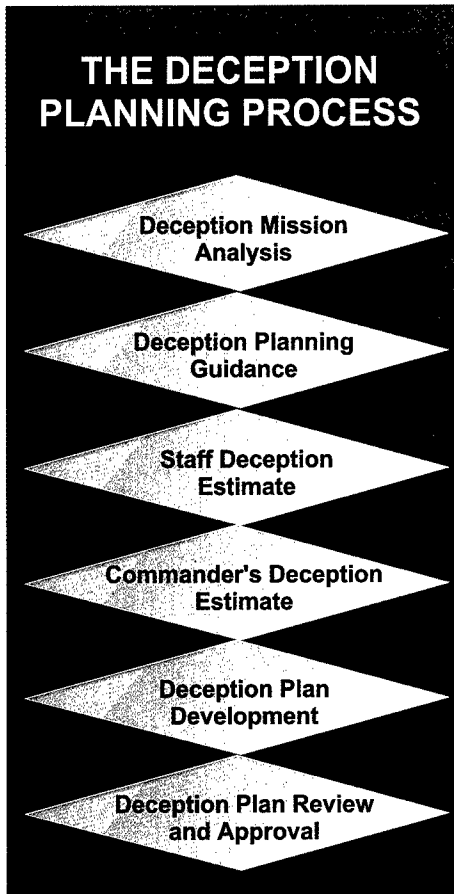 THE DECEPTION
PLANNING PROCESS
Deception Mission
Analysis
Deception Planning
Guidance
Staff Deception
Estimate
Commander's Deception
Estimate
Deception Plan
Development
Deception Plan Review
and Approval